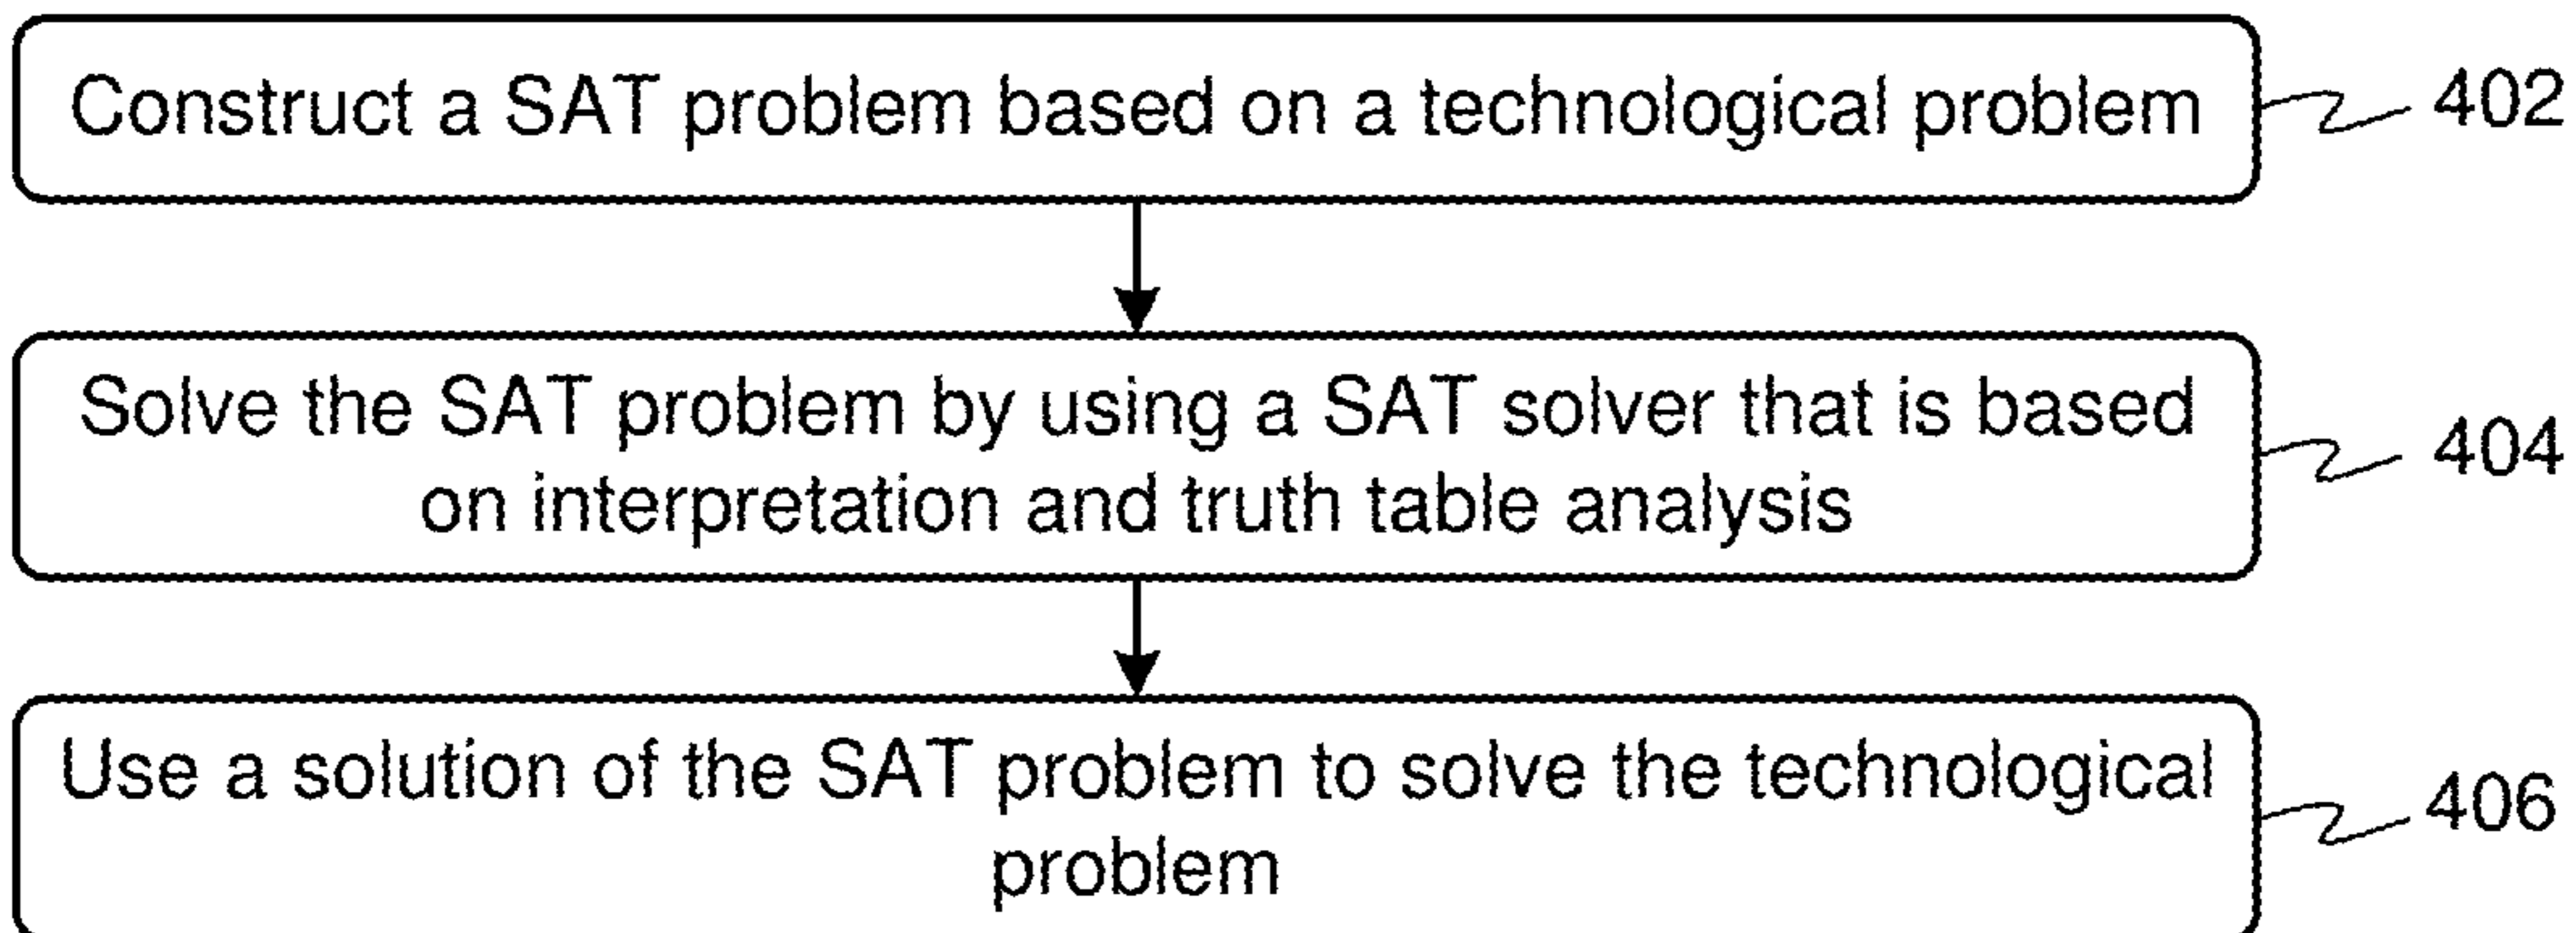 Construct a SAT problem based on a technological problem
402
Solve the SAT problem by using a SAT solver that is based
on interpretation and truth table analysis
404
Use a solution of the SAT problem to solve the technological
problem
406